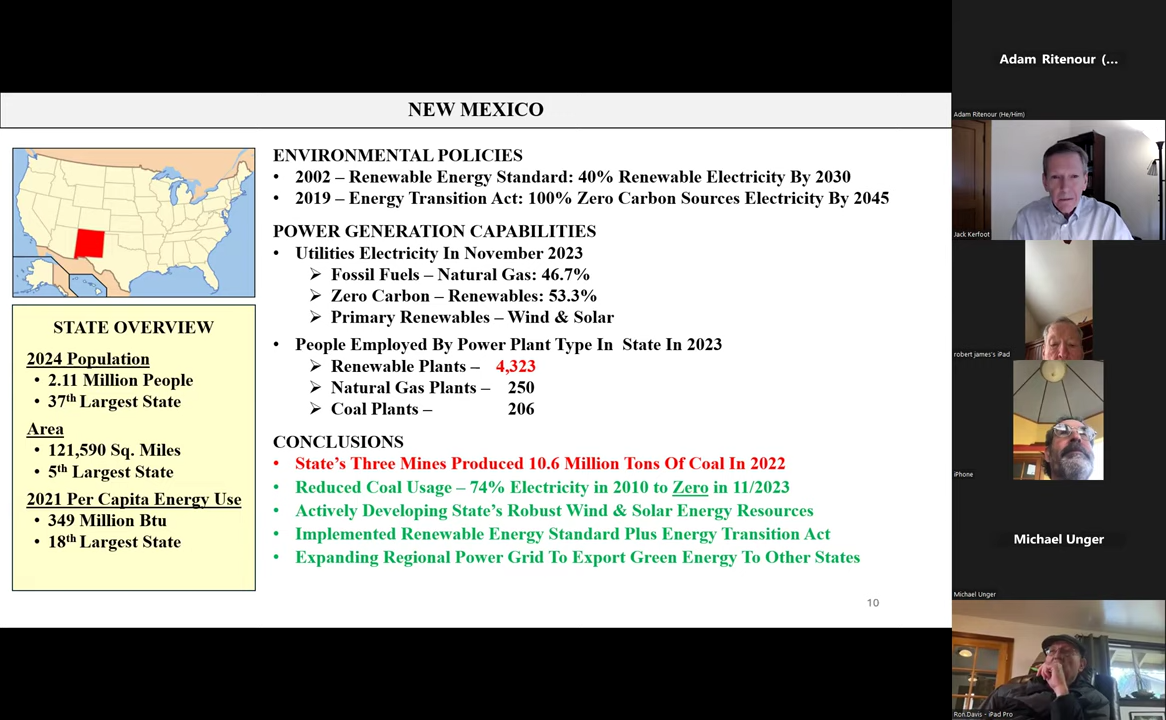 NEW MEXICO
STATE OVERVIEW
2024 Population
• 2.11 Million People
• 37th Largest State
Area
• 121,590 Sq. Miles
• 5th Largest State
2021 Per Capita Energy Use
• 349 Million Btu
• 18th Largest State
ENVIRONMENTAL POLICIES
• 2002 – Renewable Energy Standard: 40% Renewable Electricity By 2030
• 2019 – Energy Transition Act: 100% Zero Carbon Sources Electricity By 2045
POWER GENERATION CAPABILITIES
• Utilities Electricity In November 2023
➢ Fossil Fuels – Natural Gas: 46.7%
➢ Zero Carbon – Renewables: 53.3%
➢ Primary Renewables – Wind & Solar
• People Employed By Power Plant Type In State In 2023
➢ Renewable Plants – 4,323
➢ Natural Gas Plants – 250
➢ Coal Plants – 206
CONCLUSIONS
• State's Three Mines Produced 10.6 Million Tons Of Coal In 2022
• Reduced Coal Usage – 74% Electricity in 2010 to Zero in 11/2023
• Actively Developing State's Robust Wind & Solar Energy Resources
• Implemented Renewable Energy Standard Plus Energy Transition Act
• Expanding Regional Power Grid To Export Green Energy To Other States
10
Adam Ritenour (...
Adam Ritenour (He/Him)
Jack Kerfoot
robert james's iPad
iPhone
Michael Unger
Michael Unger
Ron Davis - iPad Pro